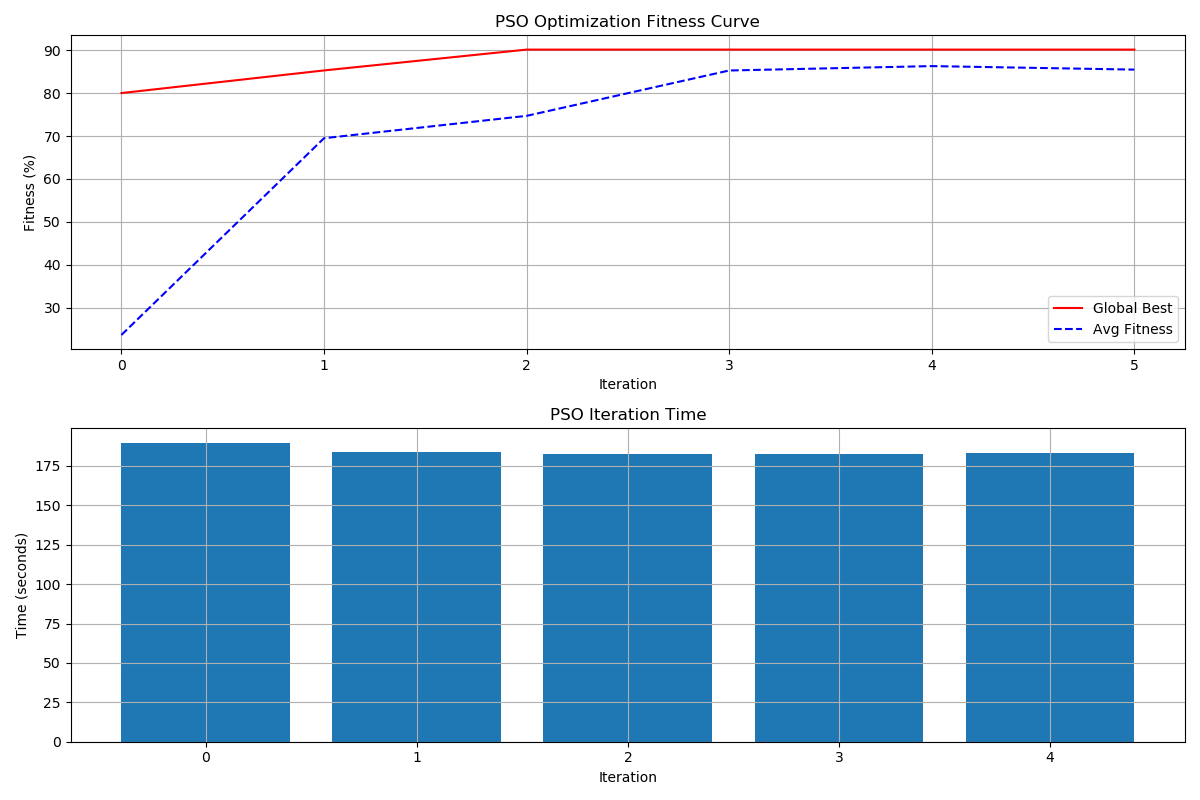 PSO Optimization Fitness Curve
90
80
70
60
50
40
30
Fitness (%)
Global Best
Avg Fitness
0 1 2 3 4 5
Iteration
PSO Iteration Time
175
150
125
100
75
50
25
0
Time (seconds)
0 1 2 3 4
Iteration